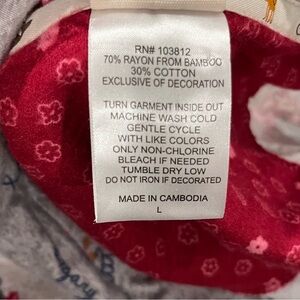 RN# 103812
70% RAYON FROM BAMBOO
30% COTTON
EXCLUSIVE OF DECORATION
TURN GARMENT INSIDE OUT
MACHINE WASH COLD
GENTLE CYCLE
WITH LIKE COLORS
ONLY NON-CHLORINE
BLEACH IF NEEDED
TUMBLE DRY LOW
DO NOT IRON IF DECORATED
MADE IN CAMBODIA
L